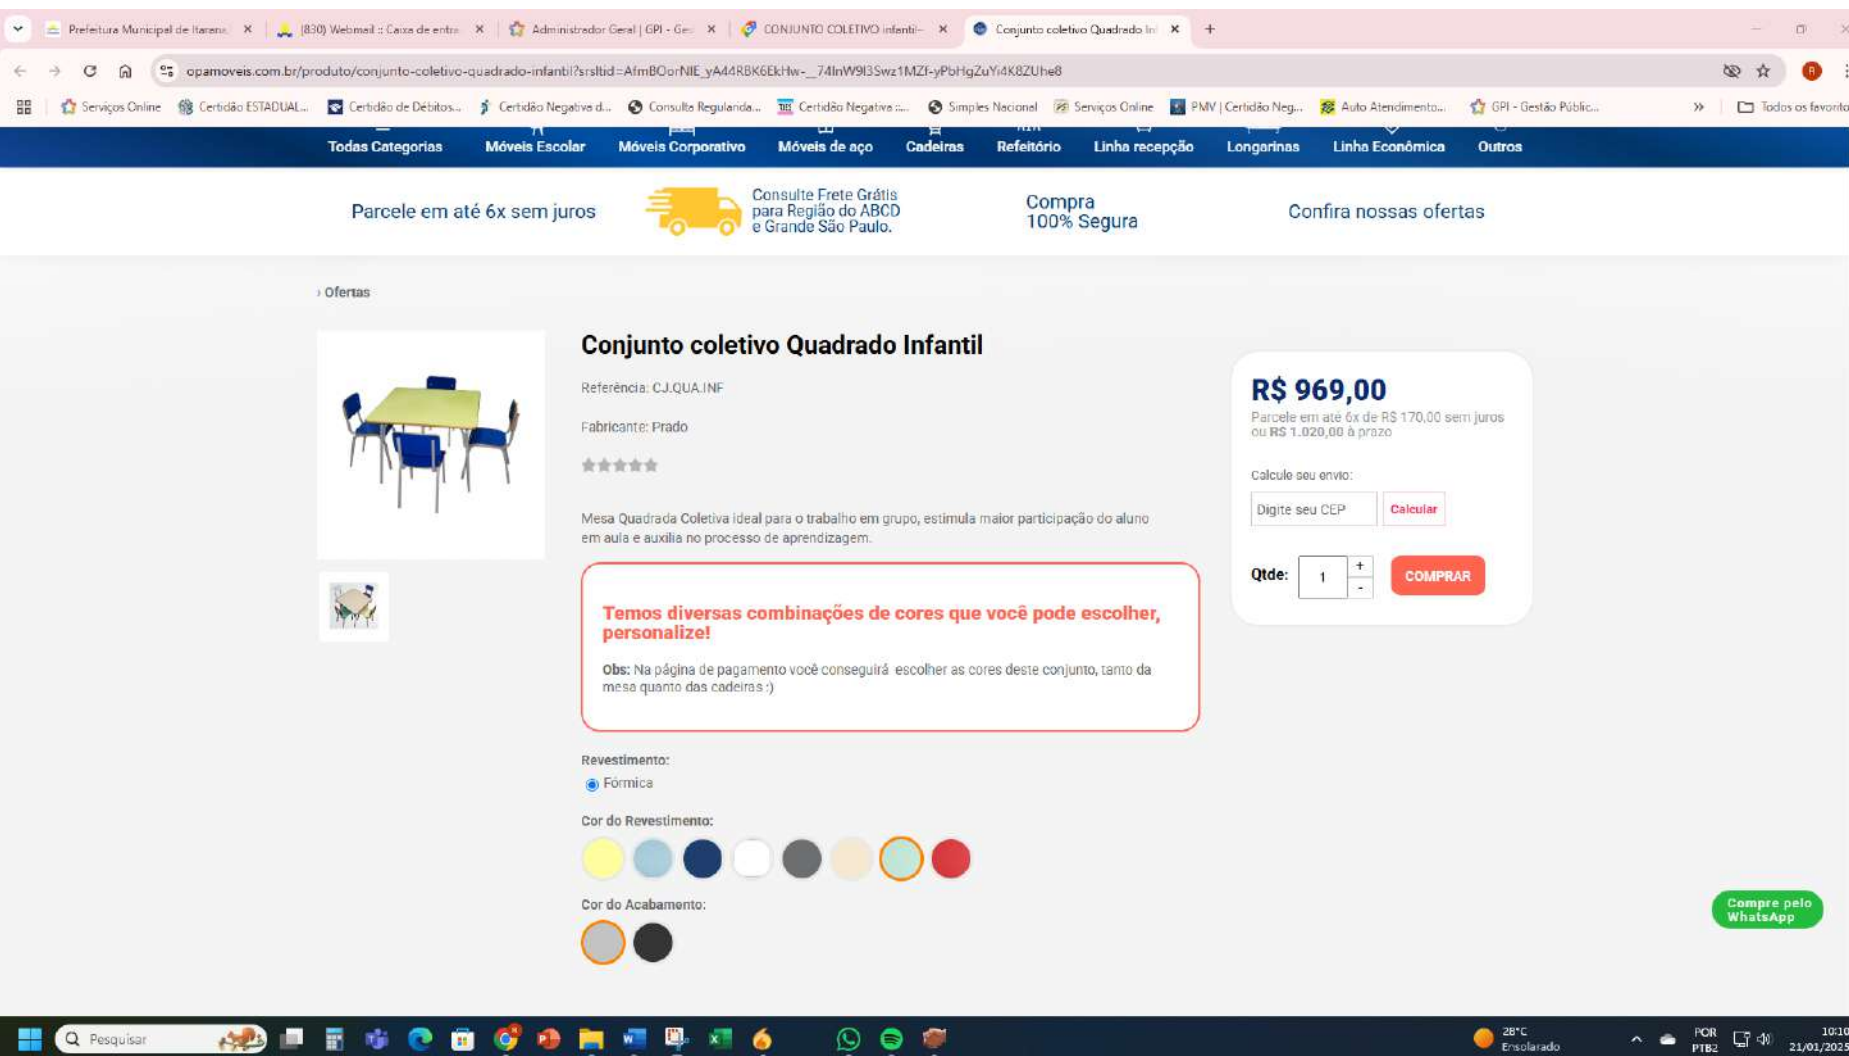 Prefeitura Municipal de Itarana
(830) Webmail :: Caixa de entra
Administrador Geral | GPI - Ges
CONJUNTO COLETIVO infantil -
Conjunto coletivo Quadrado Inf
opamoveis.com.br/produto/conjunto-coletivo-quadrado-infantil?srsltid=AfmBOorNIE_yA44RBK6EkHw-__74InW9I3Swz1MZf-yPbHgZuYi4K8ZUhe8
Serviços Online
Certidão ESTADUAL...
Certidão de Débitos...
Certidão Negativa d...
Consulta Regularida...
Certidão Negativa ::...
Simples Nacional
Serviços Online
PMV | Certidão Neg...
Auto Atendimento...
GPI - Gestão Públic...
Todos os favorito
Todas Categorias
Móveis Escolar
Móveis Corporativo
Móveis de aço
Cadeiras
Refeitório
Linha recepção
Longarinas
Linha Econômica
Outros
Parcele em até 6x sem juros
Consulte Frete Grátis
para Região do ABCD
e Grande São Paulo.
Compra
100% Segura
Confira nossas ofertas
› Ofertas
Conjunto coletivo Quadrado Infantil
Referência: CJ.QUA.INF
Fabricante: Prado
Mesa Quadrada Coletiva ideal para o trabalho em grupo, estimula maior participação do aluno
em aula e auxilia no processo de aprendizagem.
Temos diversas combinações de cores que você pode escolher,
personalize!
Obs: Na página de pagamento você conseguirá escolher as cores deste conjunto, tanto da
mesa quanto das cadeiras :)
Revestimento:
Fórmica
Cor do Revestimento:
Cor do Acabamento:
R$ 969,00
Parcele em até 6x de R$ 170,00 sem juros
ou R$ 1.020,00 à prazo
Calcule seu envio:
Digite seu CEP
Calcular
Qtde:
1
+
-
COMPRAR
Compre pelo
WhatsApp
Pesquisar
28°C
Ensolarado
POR
PTB2
10:10
21/01/2025